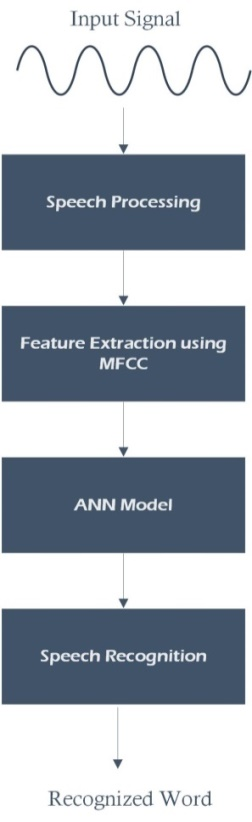 Input Signal
Speech Processing
Feature Extraction using
MFCC
ANN Model
Speech Recognition
Recognized Word